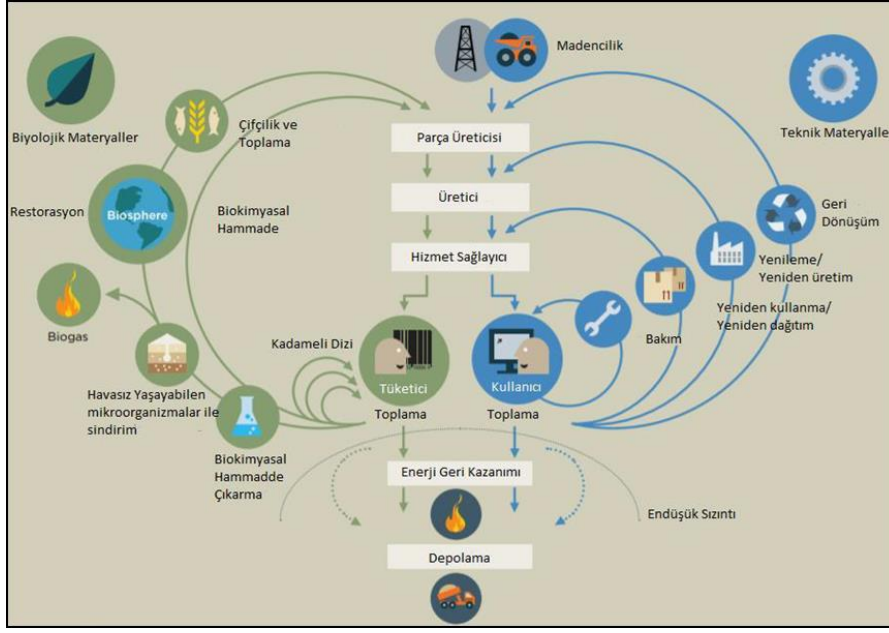 Madencilik
Biyolojik Materyaller
Çifçilik ve
Toplama
Teknik Materyalle
Parça Üreticisi
Restorasyon
Biosphere
Biokimyasal
Hammade
Üretici
Geri
Dönüşüm
Hizmet Sağlayıcı
Yenileme/
Yeniden üretim
Biogas
Kadameli Dizi
Bakım
Yeniden kullanma/
Yeniden dağıtım
Tüketici
Kullanıcı
Toplama
Toplama
Havasız Yaşayabilen
mikroorganizmalar ile
sindirim
Biokimyasal
Hammadde
Çıkarma
Enerji Geri Kazanımı
Endüşük Sızıntı
Depolama